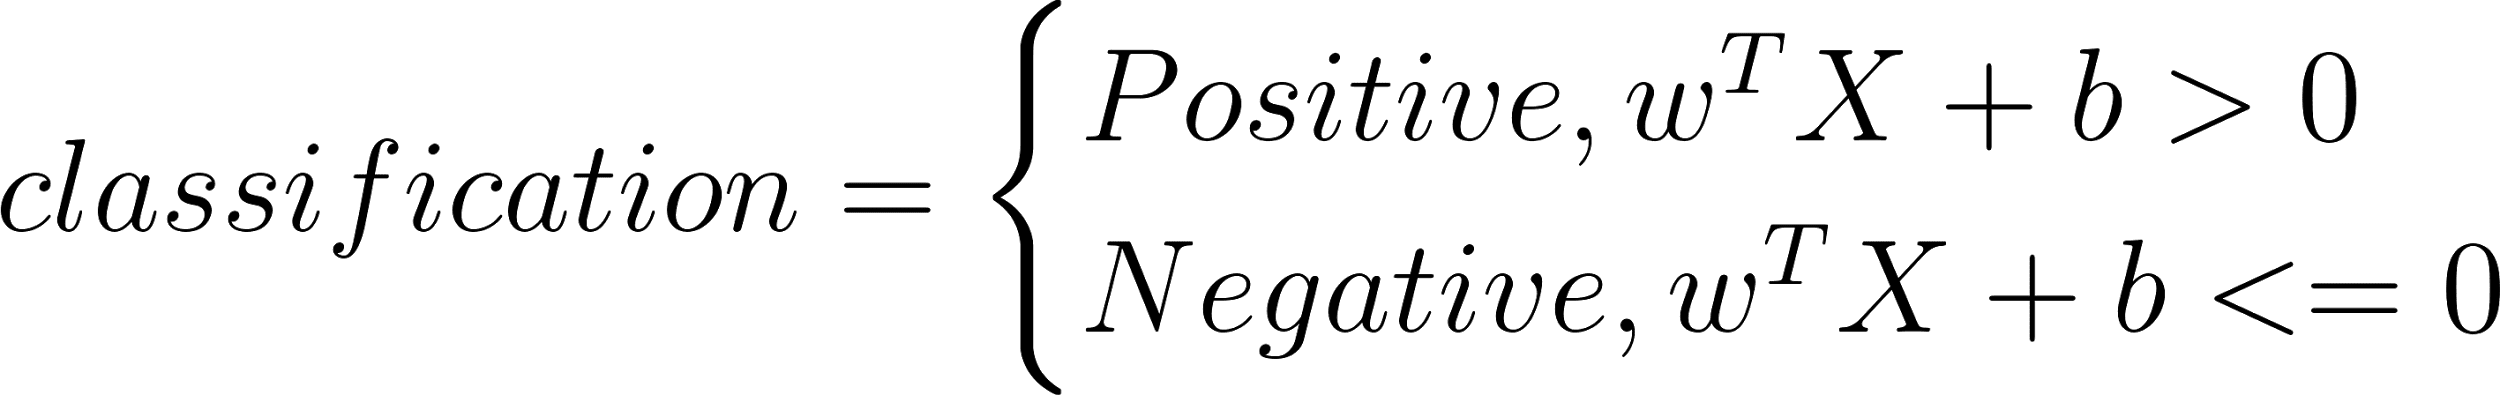 Positive, w^T X + b > 0
classification = {
Negative, w^T X + b <= 0